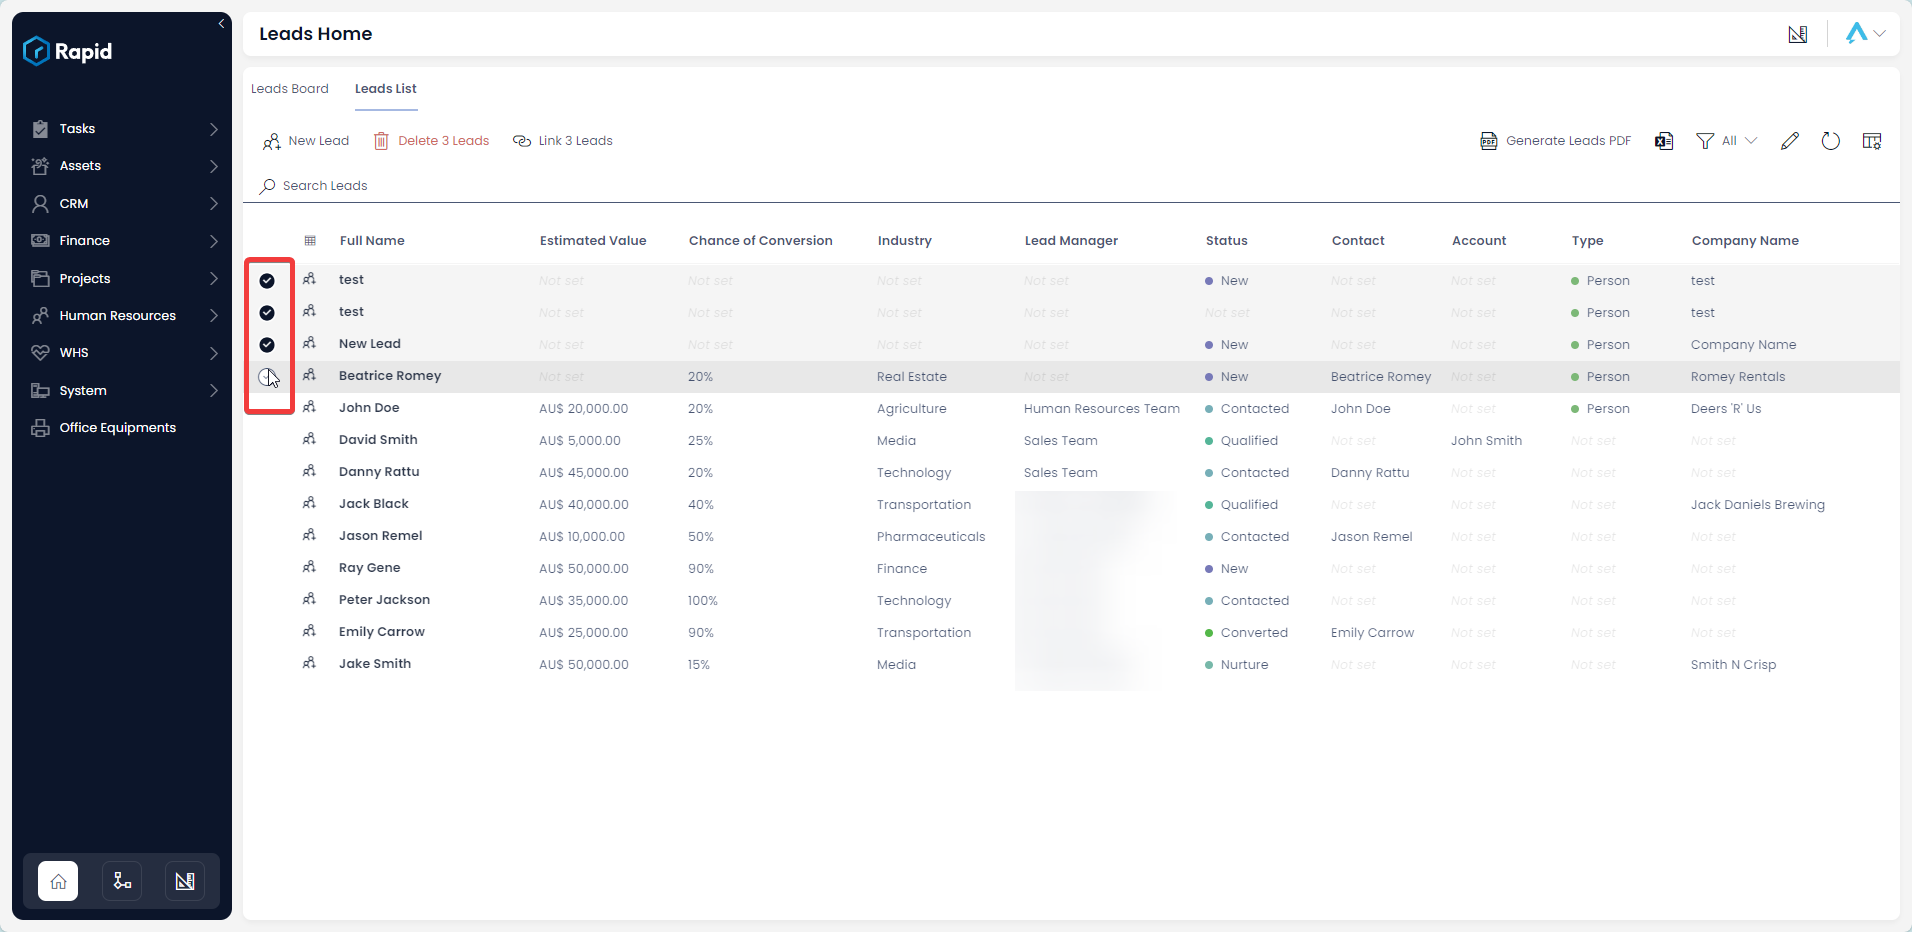 Rapid
Tasks
Assets
CRM
Finance
Projects
Human Resources
WHS
System
Office Equipments
Leads Home
Leads Board Leads List
New Lead Delete 3 Leads Link 3 Leads PDF Generate Leads PDF All
Search Leads
Full Name Estimated Value Chance of Conversion Industry Lead Manager Status Contact Account Type Company Name
test Not set Not set Not set Not set New Not set Not set Person test
test Not set Not set Not set Not set Not set Not set Not set Person test
New Lead Not set Not set Not set Not set New Not set Not set Person Company Name
Beatrice Romey Not set 20% Real Estate Not set New Beatrice Romey Not set Person Romey Rentals
John Doe AU$ 20,000.00 20% Agriculture Human Resources Team Contacted John Doe Not set Person Deers 'R' Us
David Smith AU$ 5,000.00 25% Media Sales Team Qualified Not set John Smith Not set Not set
Danny Rattu AU$ 45,000.00 20% Technology Sales Team Contacted Danny Rattu Not set Not set Not set
Jack Black AU$ 40,000.00 40% Transportation Qualified Not set Not set Not set Jack Daniels Brewing
Jason Remel AU$ 10,000.00 50% Pharmaceuticals Contacted Jason Remel Not set Not set Not set
Ray Gene AU$ 50,000.00 90% Finance New Not set Not set Not set Not set
Peter Jackson AU$ 35,000.00 100% Technology Contacted Not set Not set Not set Not set
Emily Carrow AU$ 25,000.00 90% Transportation Converted Emily Carrow Not set Not set Not set
Jake Smith AU$ 50,000.00 15% Media Nurture Not set Not set Not set Smith N Crisp